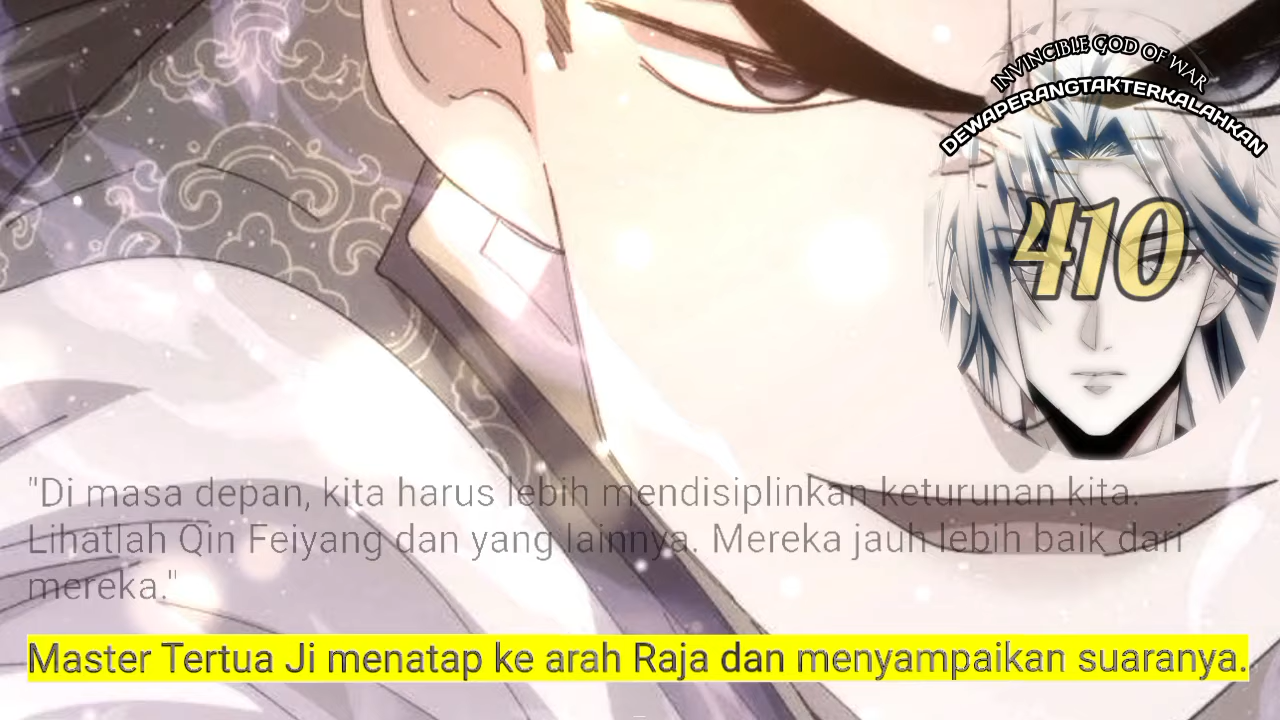 INVINCIBLE GOD OF WAR
DEWAPERANGTAKTERKALAHKAN
410
"Di masa depan, kita harus lebih mendisiplinkan keturunan kita.
Lihatlah Qin Feiyang dan yang lainnya. Mereka jauh lebih baik dari
mereka."
Master Tertua Ji menatap ke arah Raja dan menyampaikan suaranya.